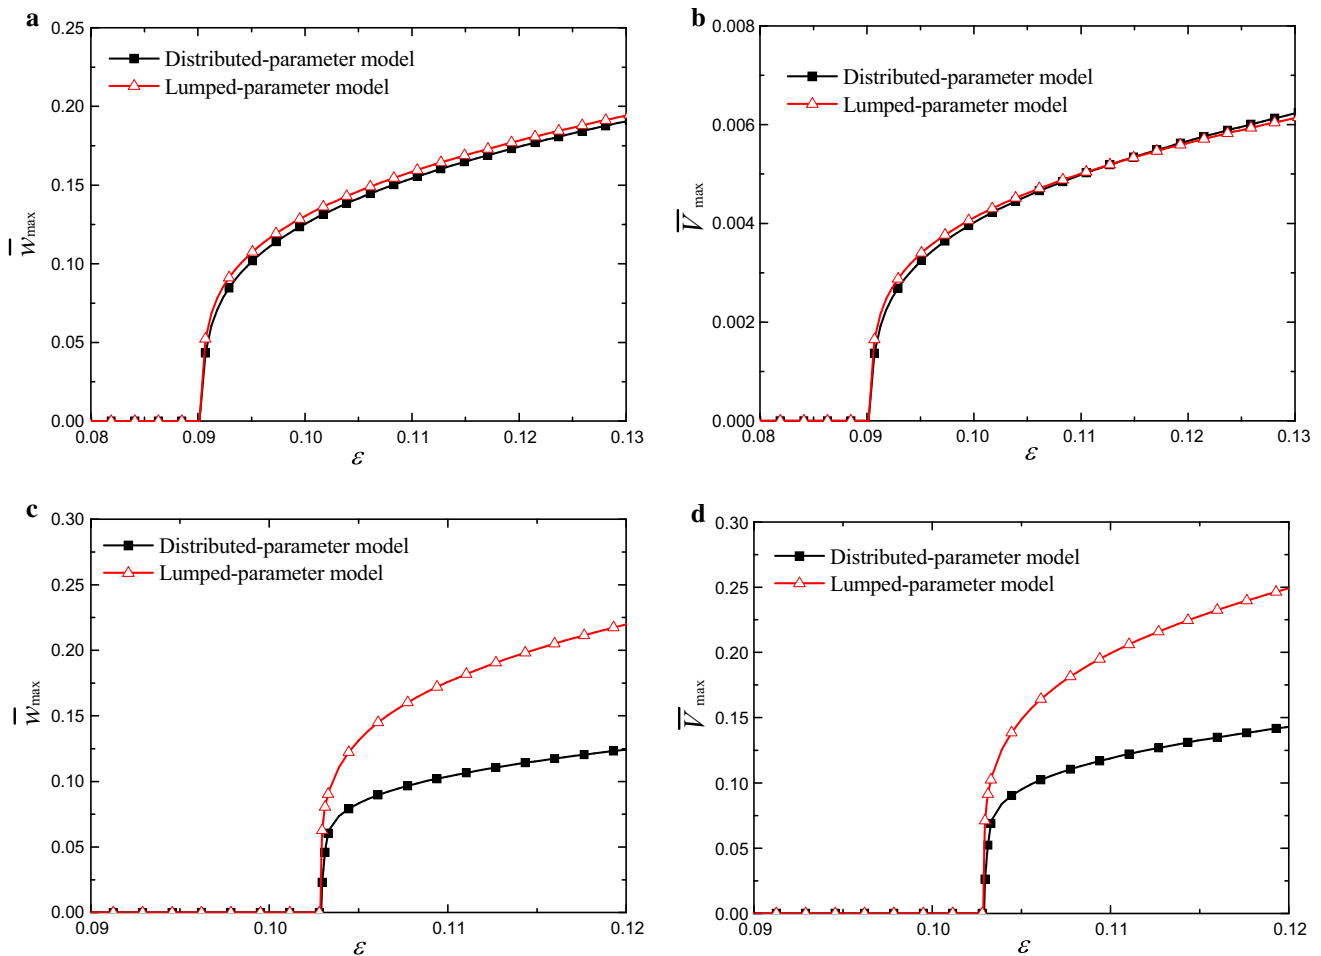 a
0.25
0.20
0.15
0.10
0.05
0.00
w̅max
Distributed-parameter model
Lumped-parameter model
0.08 0.09 0.10 0.11 0.12 0.13
ε
b
0.008
0.006
0.004
0.002
0.000
V̅max
Distributed-parameter model
Lumped-parameter model
0.08 0.09 0.10 0.11 0.12 0.13
ε
c
0.30
0.25
0.20
0.15
0.10
0.05
0.00
w̅max
Distributed-parameter model
Lumped-parameter model
0.09 0.10 0.11 0.12
ε
d
0.30
0.25
0.20
0.15
0.10
0.05
0.00
V̅max
Distributed-parameter model
Lumped-parameter model
0.09 0.10 0.11 0.12
ε